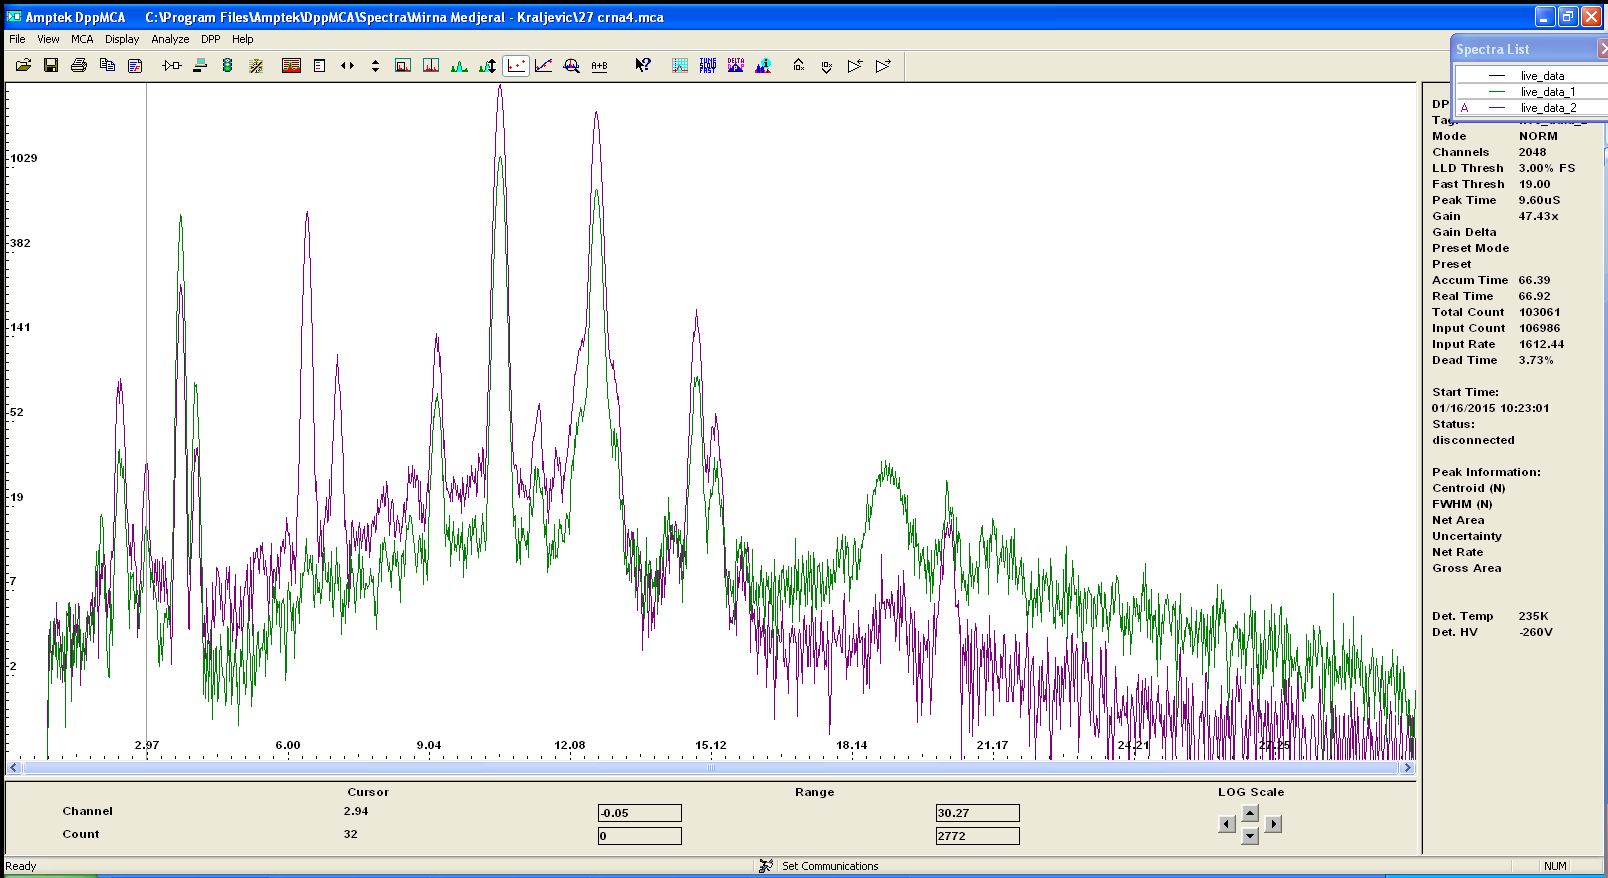 Amptek DppMCA C:\Program Files\Amptek\DppMCA\Spectra\Mirna Medjeral - Kraljevic\27 crna4.mca
File View MCA Display Analyze DPP Help
Spectra List
live_data
live_data_1
A live_data_2
DP
Tag
Mode NORM
Channels 2048
LLD Thresh 3.00% FS
Fast Thresh 19.00
Peak Time 9.60uS
Gain 47.43x
Gain Delta
Preset Mode
Preset
Accum Time 66.39
Real Time 66.92
Total Count 103061
Input Count 106986
Input Rate 1612.44
Dead Time 3.73%
Start Time:
01/16/2015 10:23:01
Status:
disconnected
Peak Information:
Centroid (N)
FWHM (N)
Net Area
Uncertainty
Net Rate
Gross Area
Det. Temp 235K
Det. HV -260V
1029
382
141
52
19
7
2
2.97 6.00 9.04 12.08 15.12 18.14 21.17 24.21 27.25
Cursor Range LOG Scale
Channel 2.94 -0.05 30.27
Count 32 0 2772
Ready Set Communications NUM